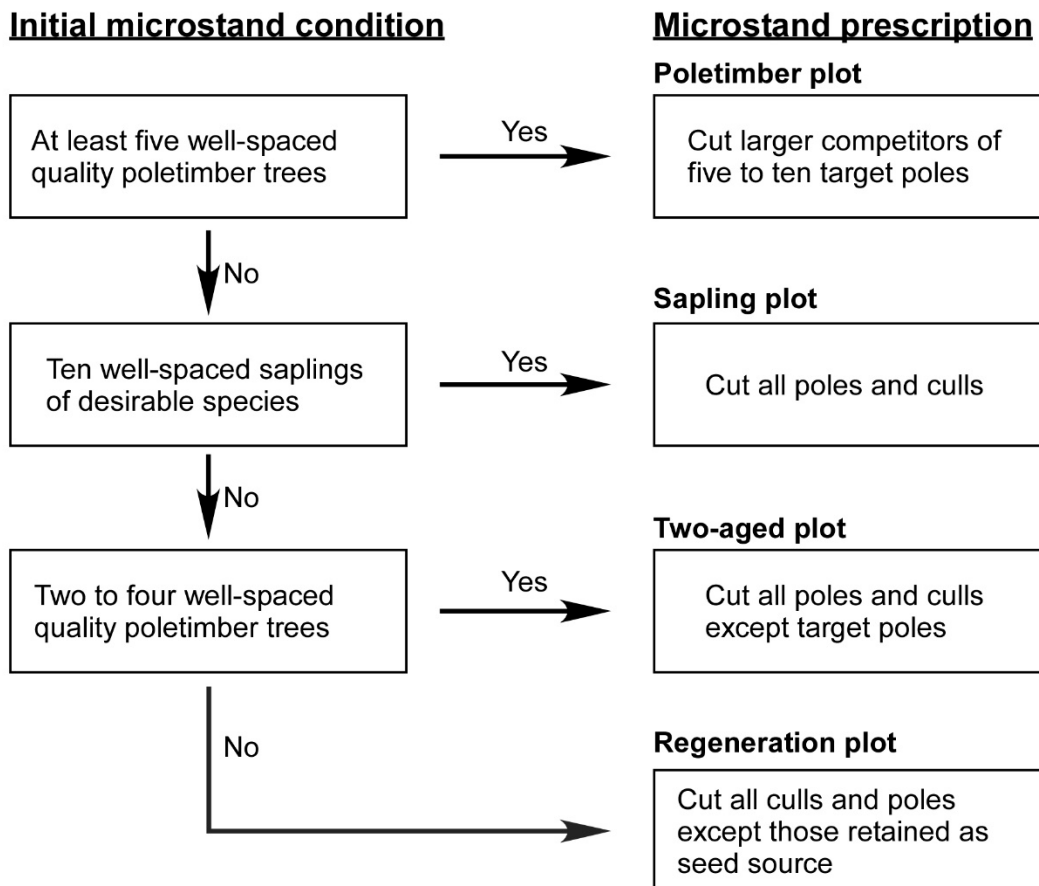 Initial microstand condition
Microstand prescription
Poletimber plot
At least five well-spaced
quality poletimber trees
Yes
Cut larger competitors of
five to ten target poles
No
Sapling plot
Ten well-spaced saplings
of desirable species
Yes
Cut all poles and culls
No
Two-aged plot
Two to four well-spaced
quality poletimber trees
Yes
Cut all poles and culls
except target poles
No
Regeneration plot
Cut all culls and poles
except those retained as
seed source